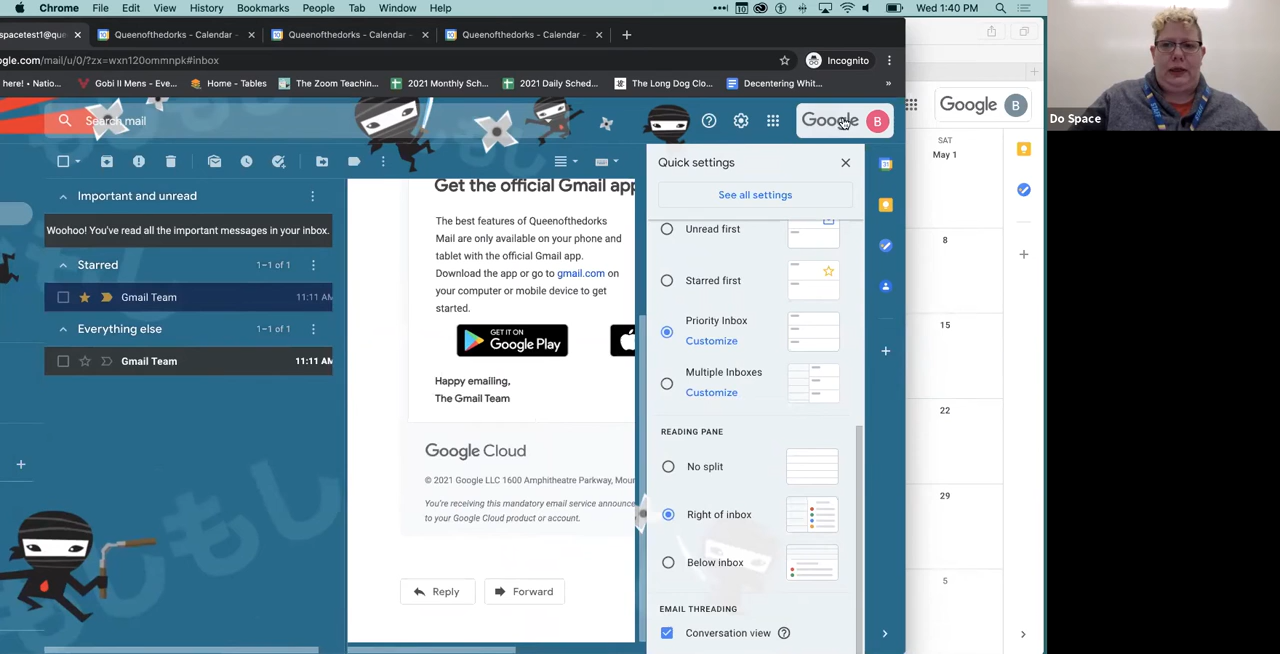 Chrome File Edit View History Bookmarks People Tab Window Help
Wed 1:40 PM
spacetest1@que
Queenofthedorks - Calendar -
Queenofthedorks - Calendar -
Queenofthedorks - Calendar -
ogle.com/mail/u/0/?zx=wxn120ommnpk#inbox
Incognito
here! • Natio...
Gobi II Mens - Eve...
Home - Tables
The Zoom Teachin...
2021 Monthly Sch...
2021 Daily Sched...
The Long Dog Clo...
Decentering Whit...
»
Search mail
Google B
Google B
Do Space
Important and unread
Woohoo! You've read all the important messages in your inbox.
Starred
1–1 of 1
Gmail Team
11:11 AM
Everything else
1–1 of 1
Gmail Team
11:11 AM
Get the official Gmail app
The best features of Queenofthedorks
Mail are only available on your phone and
tablet with the official Gmail app.
Download the app or go to gmail.com on
your computer or mobile device to get
started.
GET IT ON
Google Play
Happy emailing,
The Gmail Team
Google Cloud
© 2021 Google LLC 1600 Amphitheatre Parkway, Moun
You're receiving this mandatory email service announce
to your Google Cloud product or account.
Reply
Forward
Quick settings
See all settings
Unread first
Starred first
Priority Inbox
Customize
Multiple Inboxes
Customize
READING PANE
No split
Right of inbox
Below inbox
EMAIL THREADING
Conversation view
SAT
May 1
8
15
22
29
5